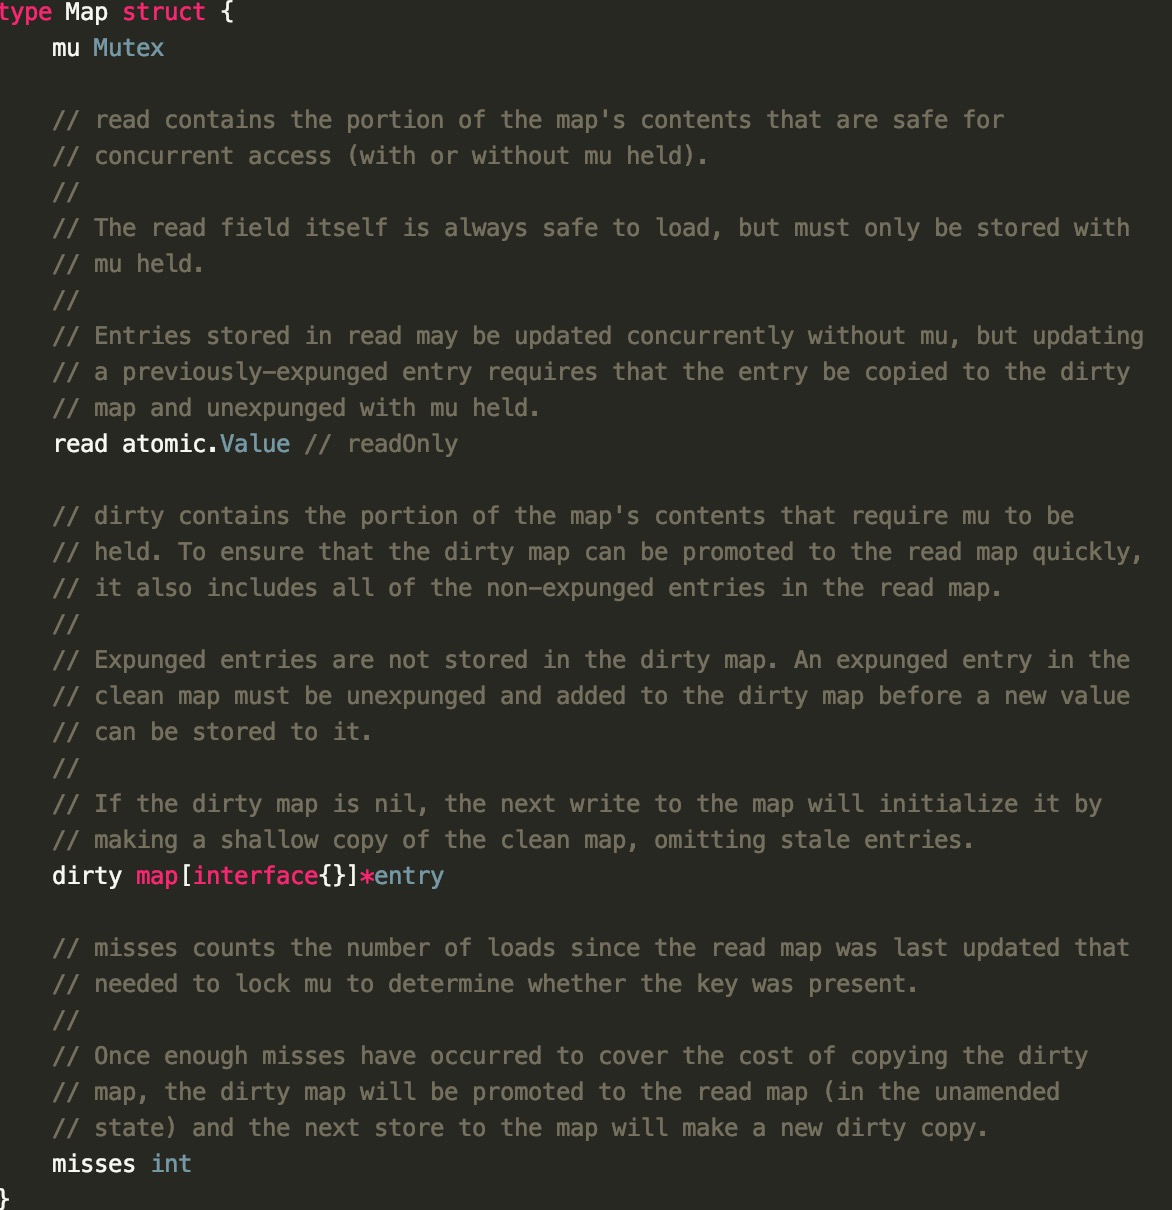 type Map struct {
mu Mutex
// read contains the portion of the map's contents that are safe for
// concurrent access (with or without mu held).
//
// The read field itself is always safe to load, but must only be stored with
// mu held.
//
// Entries stored in read may be updated concurrently without mu, but updating
// a previously-expunged entry requires that the entry be copied to the dirty
// map and unexpunged with mu held.
read atomic.Value // readOnly
// dirty contains the portion of the map's contents that require mu to be
// held. To ensure that the dirty map can be promoted to the read map quickly,
// it also includes all of the non-expunged entries in the read map.
//
// Expunged entries are not stored in the dirty map. An expunged entry in the
// clean map must be unexpunged and added to the dirty map before a new value
// can be stored to it.
//
// If the dirty map is nil, the next write to the map will initialize it by
// making a shallow copy of the clean map, omitting stale entries.
dirty map[interface{}]*entry
// misses counts the number of loads since the read map was last updated that
// needed to lock mu to determine whether the key was present.
//
// Once enough misses have occurred to cover the cost of copying the dirty
// map, the dirty map will be promoted to the read map (in the unamended
// state) and the next store to the map will make a new dirty copy.
misses int
}